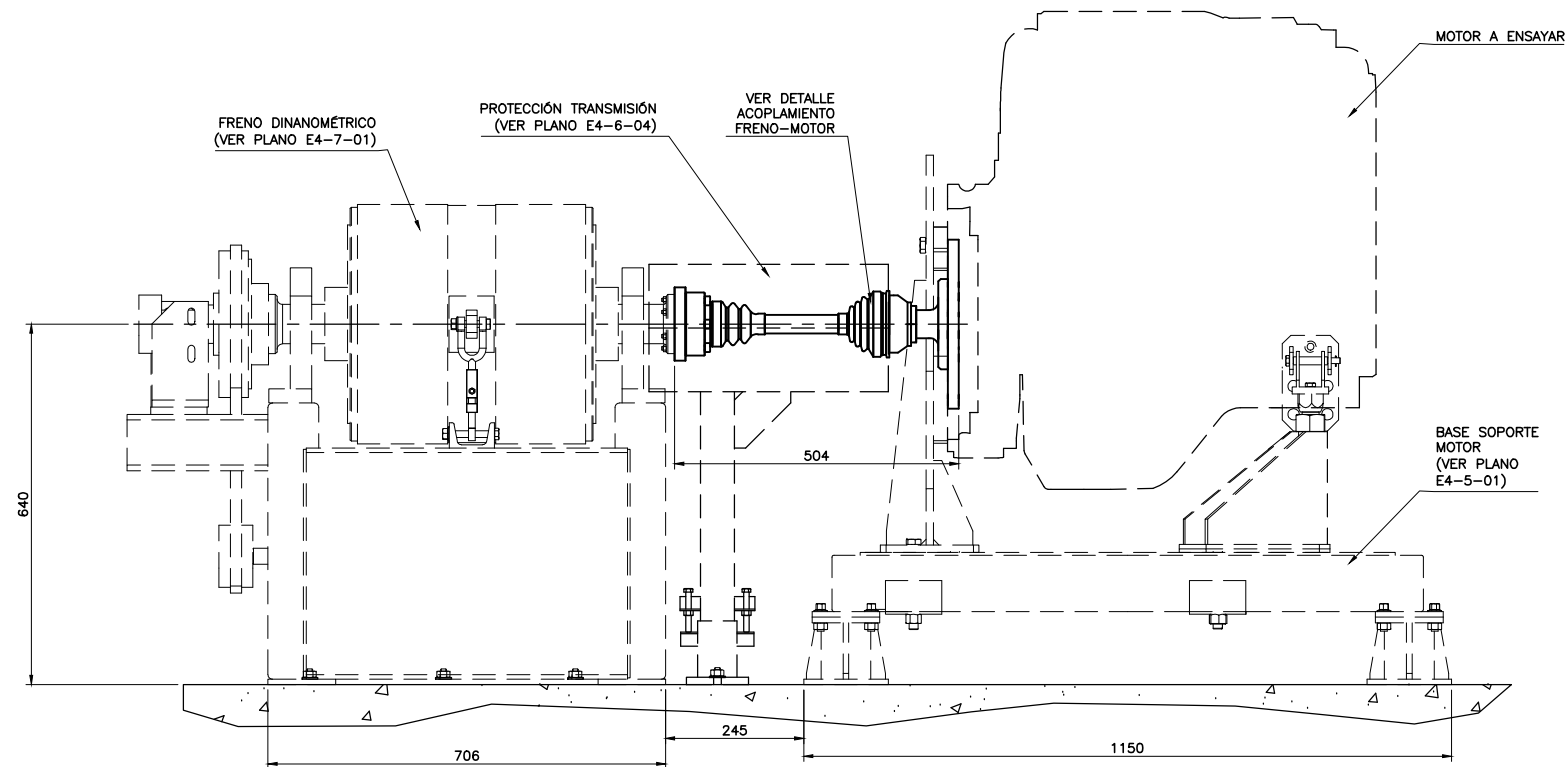 MOTOR A ENSAYAR
PROTECCIÓN TRANSMISIÓN
(VER PLANO E4-6-04)
VER DETALLE
ACOPLAMIENTO
FRENO-MOTOR
FRENO DINANOMÉTRICO
(VER PLANO E4-7-01)
504
BASE SOPORTE
MOTOR
(VER PLANO
E4-5-01)
640
245
706
1150